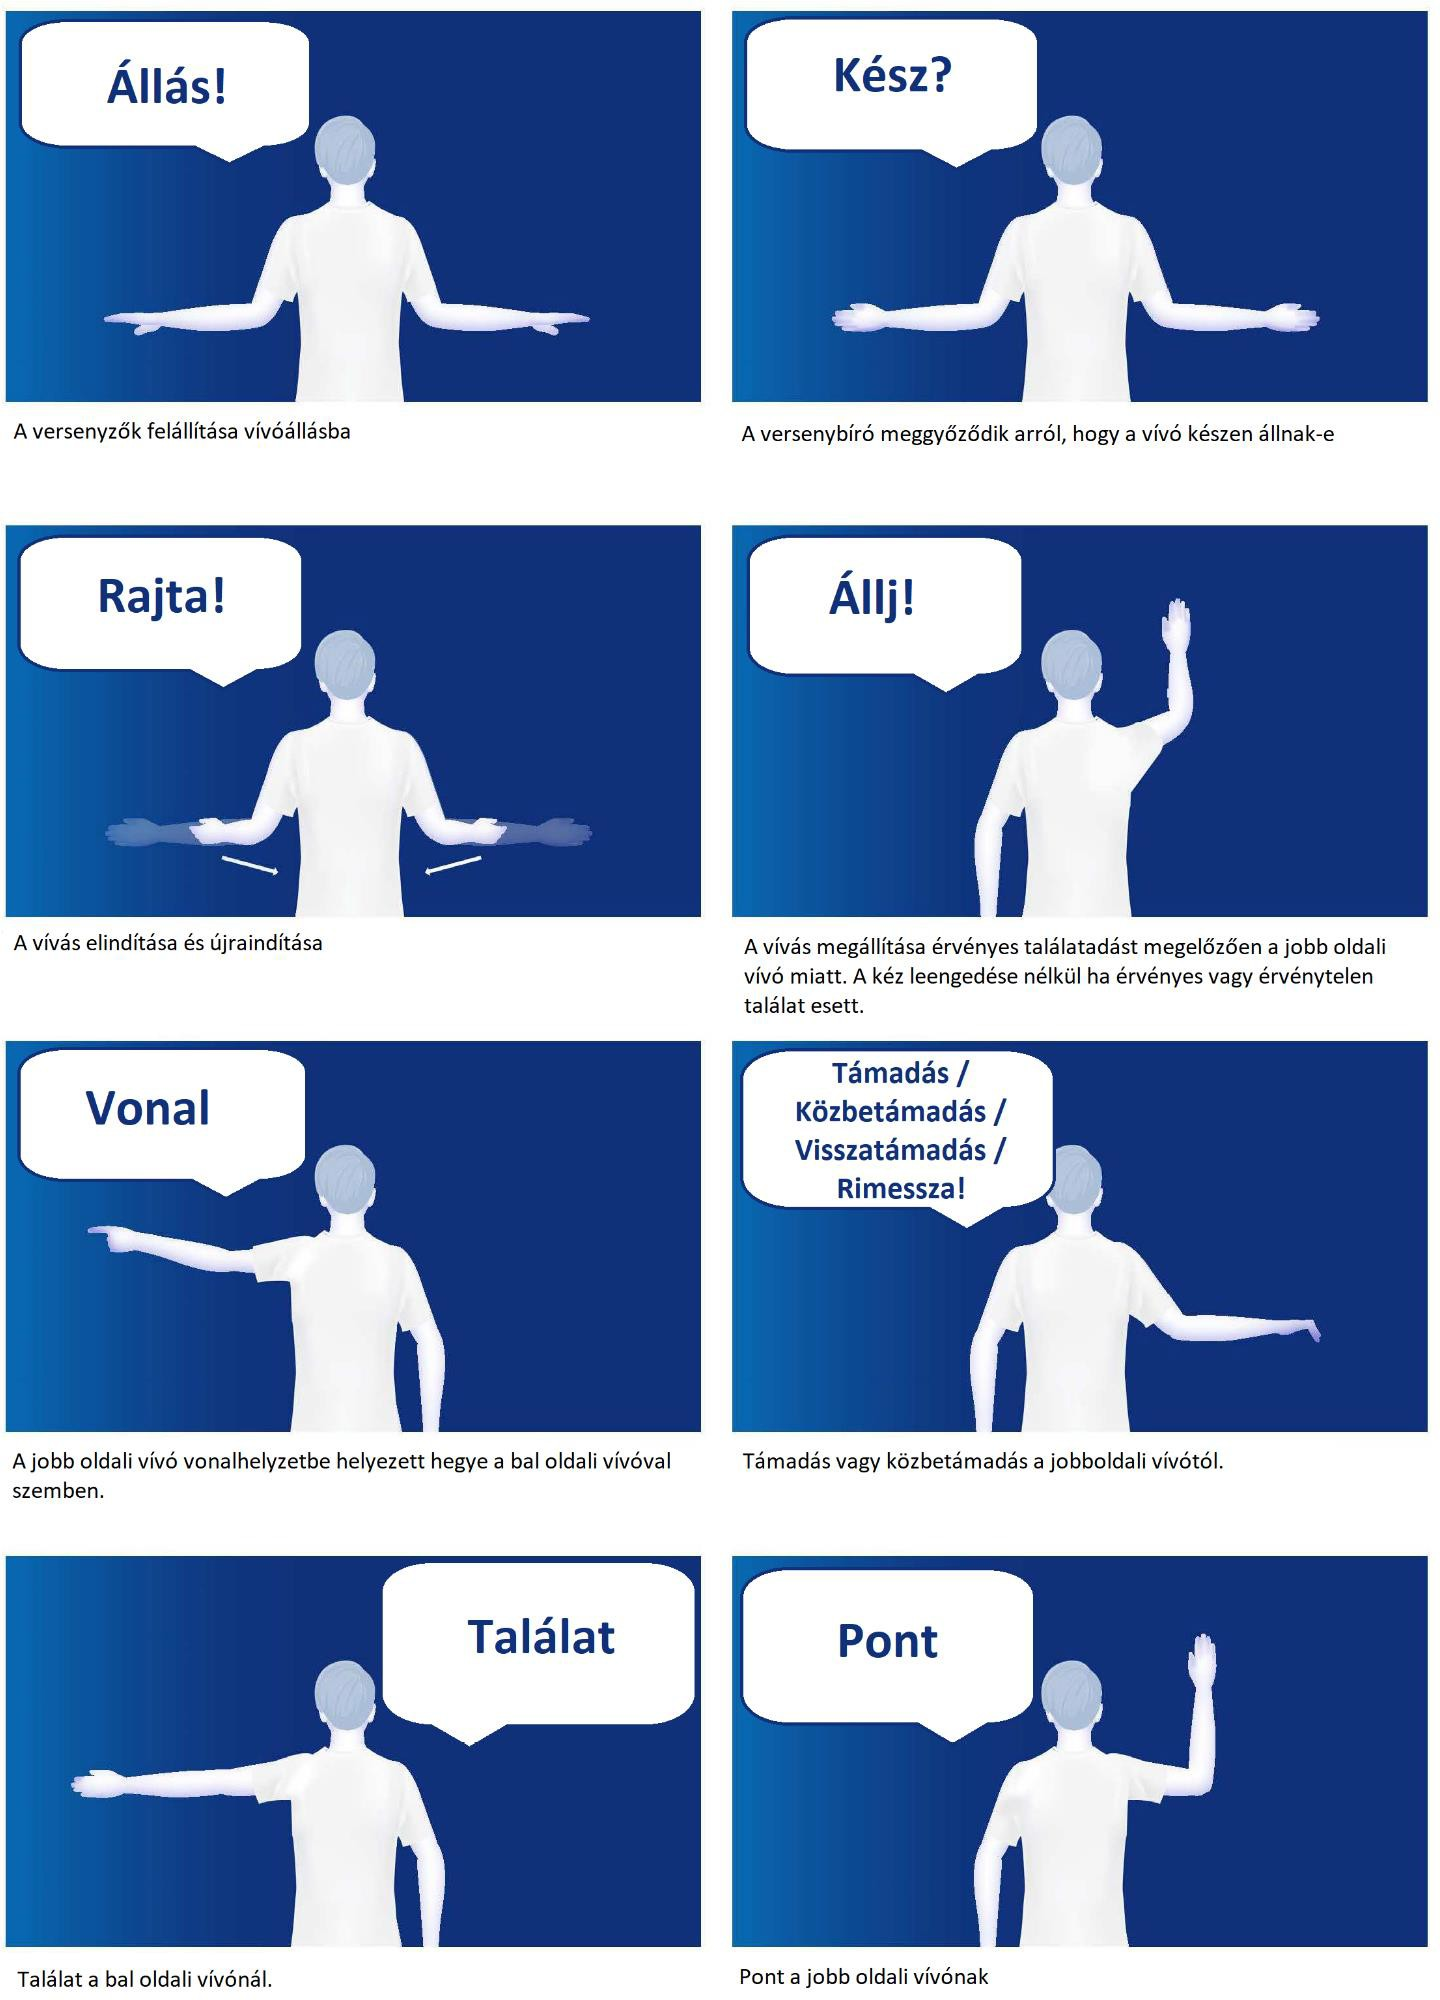 Állás!
Kész?
A versenyzők felállítása vívóállásba
A versenybíró meggyőződik arról, hogy a vívó készen állnak-e
Rajta!
Állj!
A vívás elindítása és újraindítása
A vívás megállítása érvényes találatadást megelőzően a jobb oldali
vívó miatt. A kéz leengedése nélkül ha érvényes vagy érvénytelen
találat esett.
Vonal
Támadás /
Közbetámadás /
Visszatámadás /
Rimessza!
A jobb oldali vívó vonalhelyzetbe helyezett hegye a bal oldali vívóval
szemben.
Támadás vagy közbetámadás a jobboldali vívótól.
Találat
Pont
Találat a bal oldali vívónál.
Pont a jobb oldali vívónak